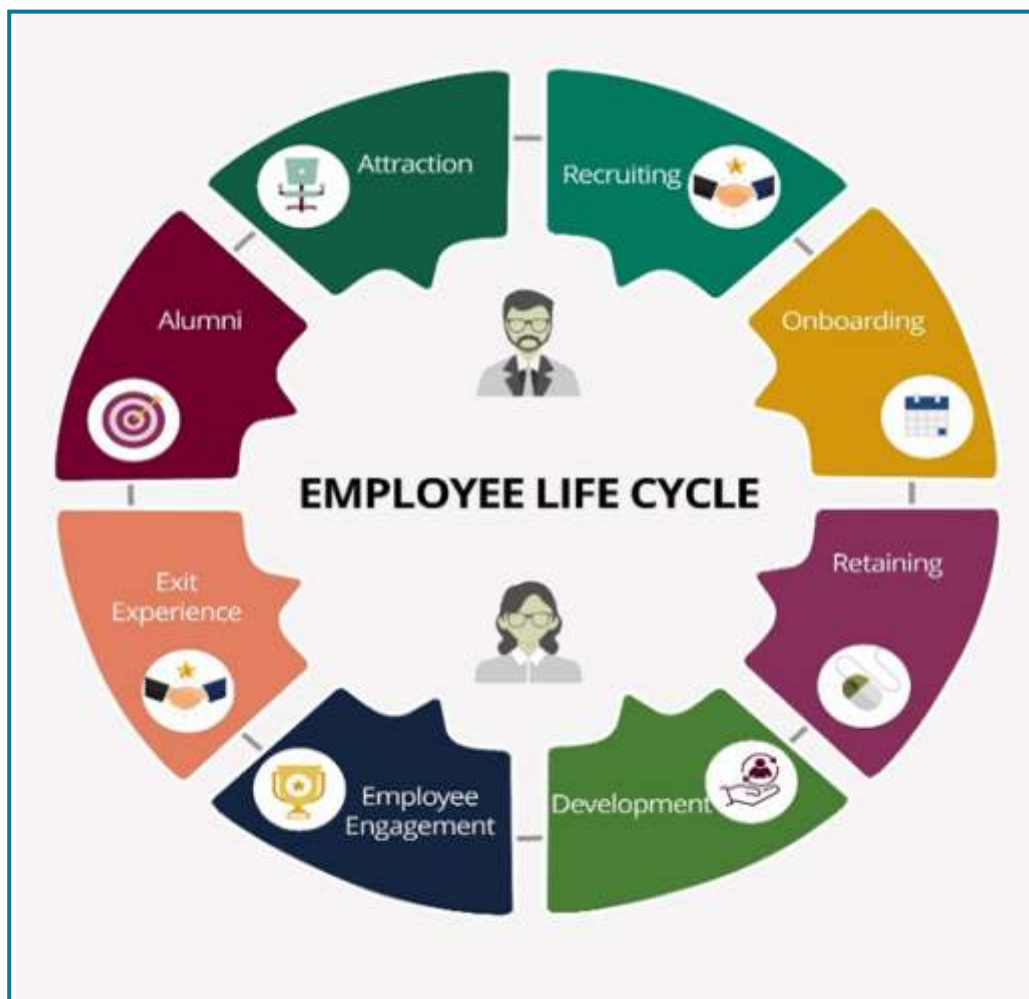 Attraction
Recruiting
Onboarding
Retaining
Development
Employee
Engagement
Exit
Experience
Alumni
EMPLOYEE LIFE CYCLE